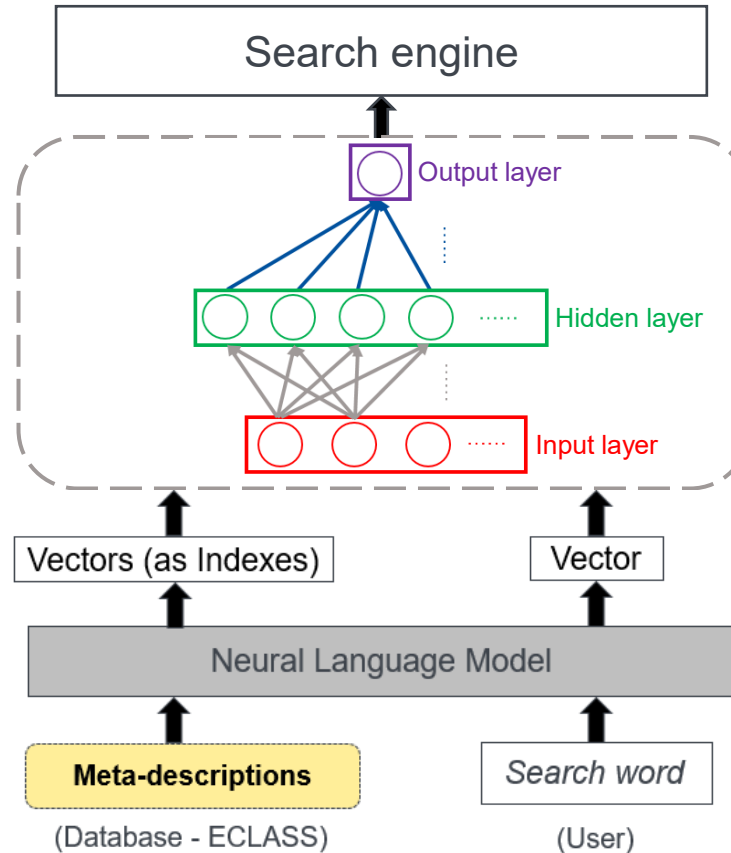 Search engine
Output layer
Hidden layer
......
Input layer
......
Vectors (as Indexes)
Vector
Neural Language Model
Meta-descriptions
Search word
(Database - ECLASS)
(User)